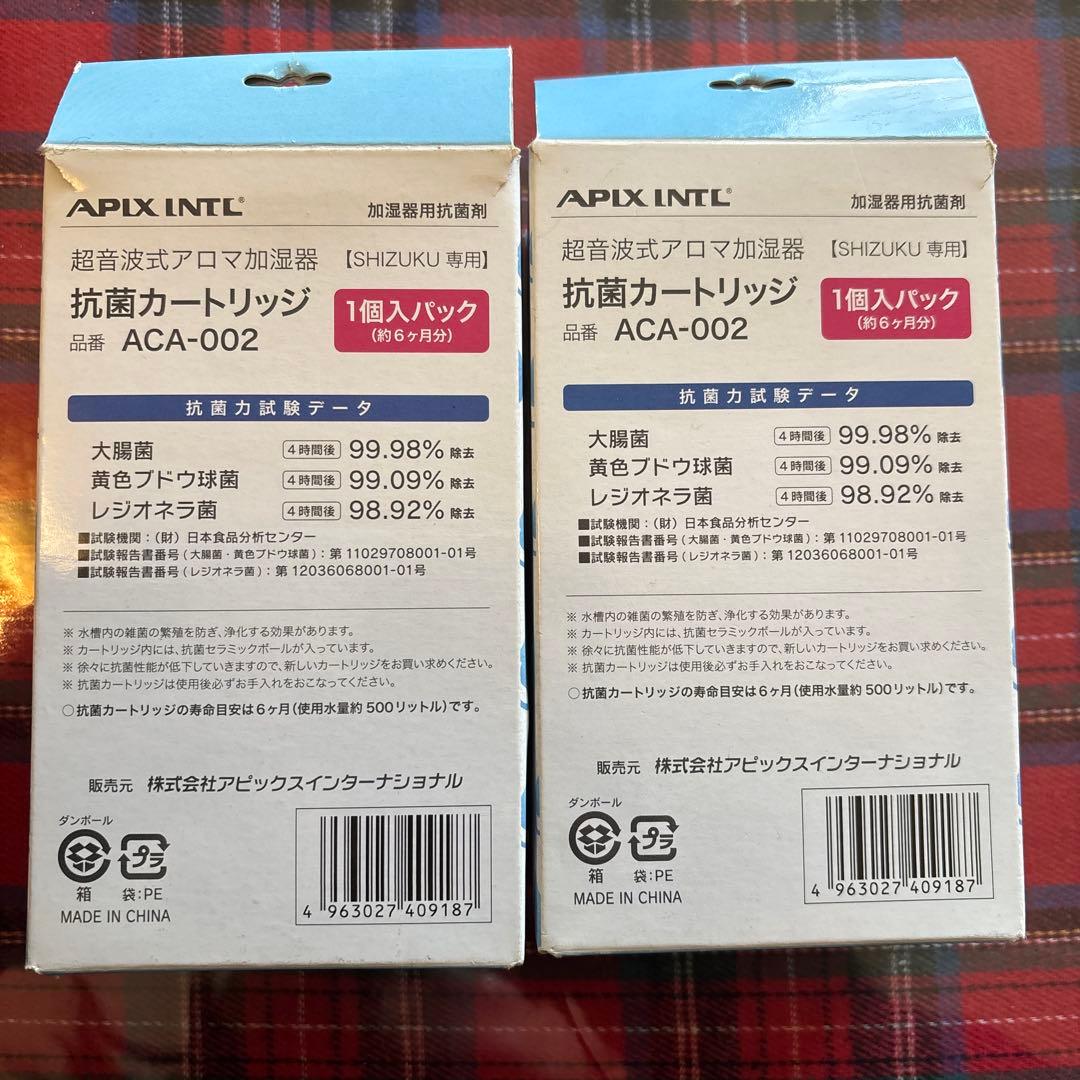 APIX INTL®
加湿器用抗菌剤
超音波式アロマ加湿器 【SHIZUKU 専用】
抗菌カートリッジ
1個入パック
(約6ヶ月分)
品番 ACA-002
抗菌力試験データ
大腸菌 4時間後 99.98% 除去
黄色ブドウ球菌 4時間後 99.09% 除去
レジオネラ菌 4時間後 98.92% 除去
■試験機関：(財) 日本食品分析センター
■試験報告書番号 (大腸菌・黄色ブドウ球菌)：第 11029708001-01号
■試験報告書番号 (レジオネラ菌)：第 12036068001-01号
※ 水槽内の雑菌の繁殖を防ぎ、浄化する効果があります。
※ カートリッジ内には、抗菌セラミックボールが入っています。
※ 徐々に抗菌性能が低下していきますので、新しいカートリッジをお買い求めください。
※ 抗菌カートリッジは使用後必ずお手入れをおこなってください。
○抗菌カートリッジの寿命目安は6ヶ月(使用水量約 500リットル)です。
販売元 株式会社アピックスインターナショナル
ダンボール
プラ
箱 袋:PE
MADE IN CHINA
4 963027 409187
APIX INTL®
加湿器用抗菌剤
超音波式アロマ加湿器 【SHIZUKU 専用】
抗菌カートリッジ
1個入パック
(約6ヶ月分)
品番 ACA-002
抗菌力試験データ
大腸菌 4時間後 99.98% 除去
黄色ブドウ球菌 4時間後 99.09% 除去
レジオネラ菌 4時間後 98.92% 除去
■試験機関：(財) 日本食品分析センター
■試験報告書番号 (大腸菌・黄色ブドウ球菌)：第 11029708001-01号
■試験報告書番号 (レジオネラ菌)：第 12036068001-01号
※ 水槽内の雑菌の繁殖を防ぎ、浄化する効果があります。
※ カートリッジ内には、抗菌セラミックボールが入っています。
※ 徐々に抗菌性能が低下していきますので、新しいカートリッジをお買い求めください。
※ 抗菌カートリッジは使用後必ずお手入れをおこなってください。
○抗菌カートリッジの寿命目安は6ヶ月(使用水量約 500リットル)です。
販売元 株式会社アピックスインターナショナル
ダンボール
プラ
箱 袋:PE
MADE IN CHINA
4 963027 409187